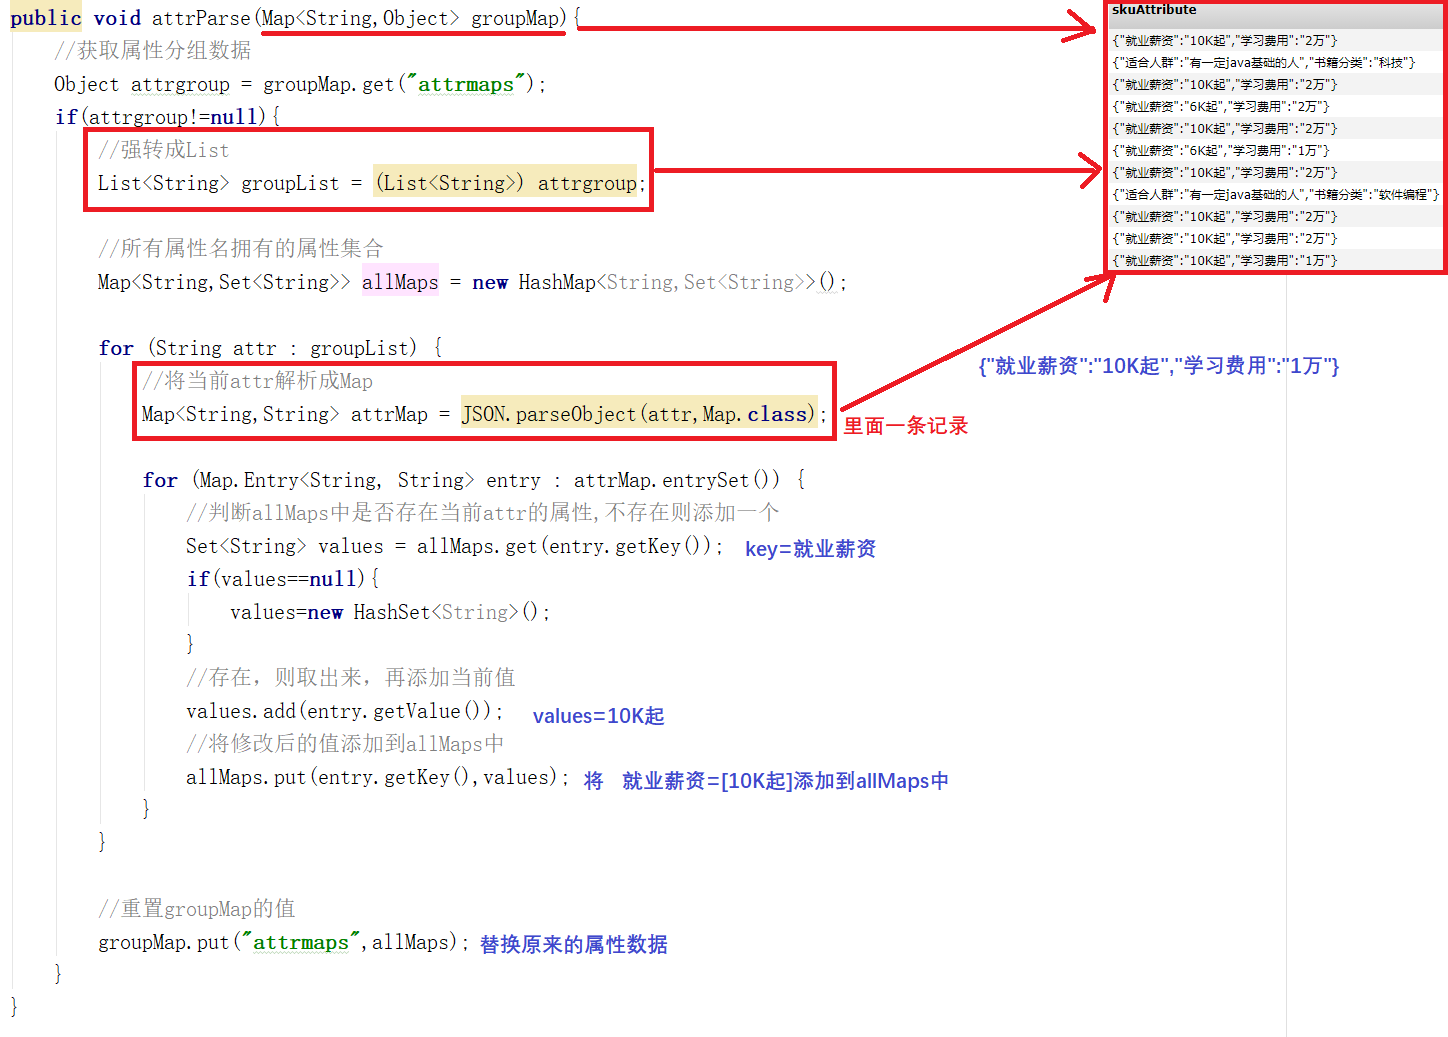 public void attrParse(Map<String,Object> groupMap){
//获取属性分组数据
Object attrgroup = groupMap.get("attrmaps");
if(attrgroup!=null){
//强转成List
List<String> groupList = (List<String>) attrgroup;
//所有属性名拥有的属性集合
Map<String,Set<String>> allMaps = new HashMap<String,Set<String>>();
for (String attr : groupList) {
//将当前attr解析成Map
Map<String,String> attrMap = JSON.parseObject(attr,Map.class);
里面一条记录
for (Map.Entry<String, String> entry : attrMap.entrySet()) {
//判断allMaps中是否存在当前attr的属性,不存在则添加一个
Set<String> values = allMaps.get(entry.getKey()); key=就业薪资
if(values==null){
values=new HashSet<String>();
}
//存在，则取出来，再添加当前值
values.add(entry.getValue()); values=10K起
//将修改后的值添加到allMaps中
allMaps.put(entry.getKey(),values); 将 就业薪资=[10K起]添加到allMaps中
}
}
//重置groupMap的值
groupMap.put("attrmaps",allMaps); 替换原来的属性数据
}
}
skuAttribute
{"就业薪资":"10K起","学习费用":"2万"}
{"适合人群":"有一定java基础的人","书籍分类":"科技"}
{"就业薪资":"10K起","学习费用":"2万"}
{"就业薪资":"6K起","学习费用":"2万"}
{"就业薪资":"10K起","学习费用":"2万"}
{"就业薪资":"6K起","学习费用":"1万"}
{"就业薪资":"10K起","学习费用":"2万"}
{"适合人群":"有一定java基础的人","书籍分类":"软件编程"}
{"就业薪资":"10K起","学习费用":"2万"}
{"就业薪资":"10K起","学习费用":"2万"}
{"就业薪资":"10K起","学习费用":"1万"}
{"就业薪资":"10K起","学习费用":"1万"}